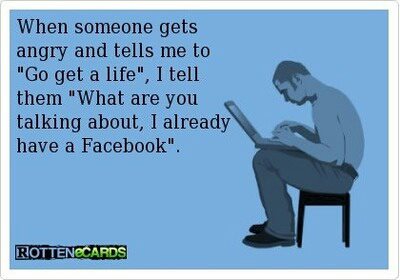 When someone gets
angry and tells me to
"Go get a life", I tell
them "What are you
talking about, I already
have a Facebook".
ROTTENeCARDS